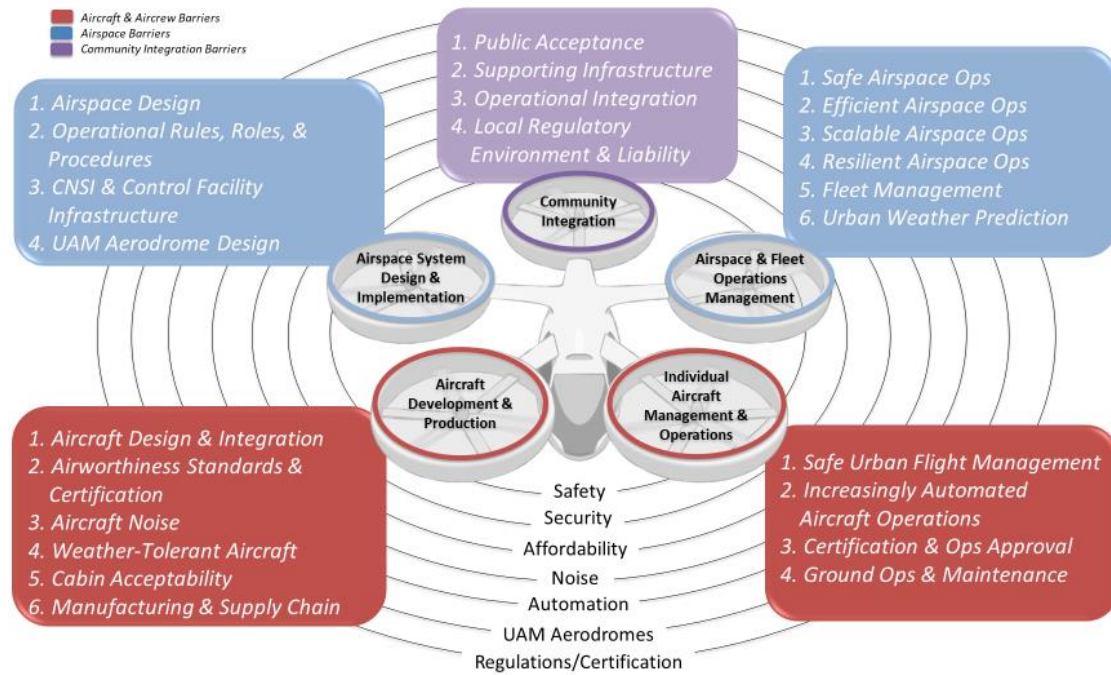 Aircraft & Aircrew Barriers
Airspace Barriers
Community Integration Barriers
1. Airspace Design
2. Operational Rules, Roles, &
Procedures
3. CNSI & Control Facility
Infrastructure
4. UAM Aerodrome Design
1. Public Acceptance
2. Supporting Infrastructure
3. Operational Integration
4. Local Regulatory
Environment & Liability
1. Safe Airspace Ops
2. Efficient Airspace Ops
3. Scalable Airspace Ops
4. Resilient Airspace Ops
5. Fleet Management
6. Urban Weather Prediction
Community
Integration
Airspace System
Design &
Implementation
Airspace & Fleet
Operations
Management
Aircraft
Development &
Production
Individual
Aircraft
Management &
Operations
1. Aircraft Design & Integration
2. Airworthiness Standards &
Certification
3. Aircraft Noise
4. Weather-Tolerant Aircraft
5. Cabin Acceptability
6. Manufacturing & Supply Chain
1. Safe Urban Flight Management
2. Increasingly Automated
Aircraft Operations
3. Certification & Ops Approval
4. Ground Ops & Maintenance
Safety
Security
Affordability
Noise
Automation
UAM Aerodromes
Regulations/Certification